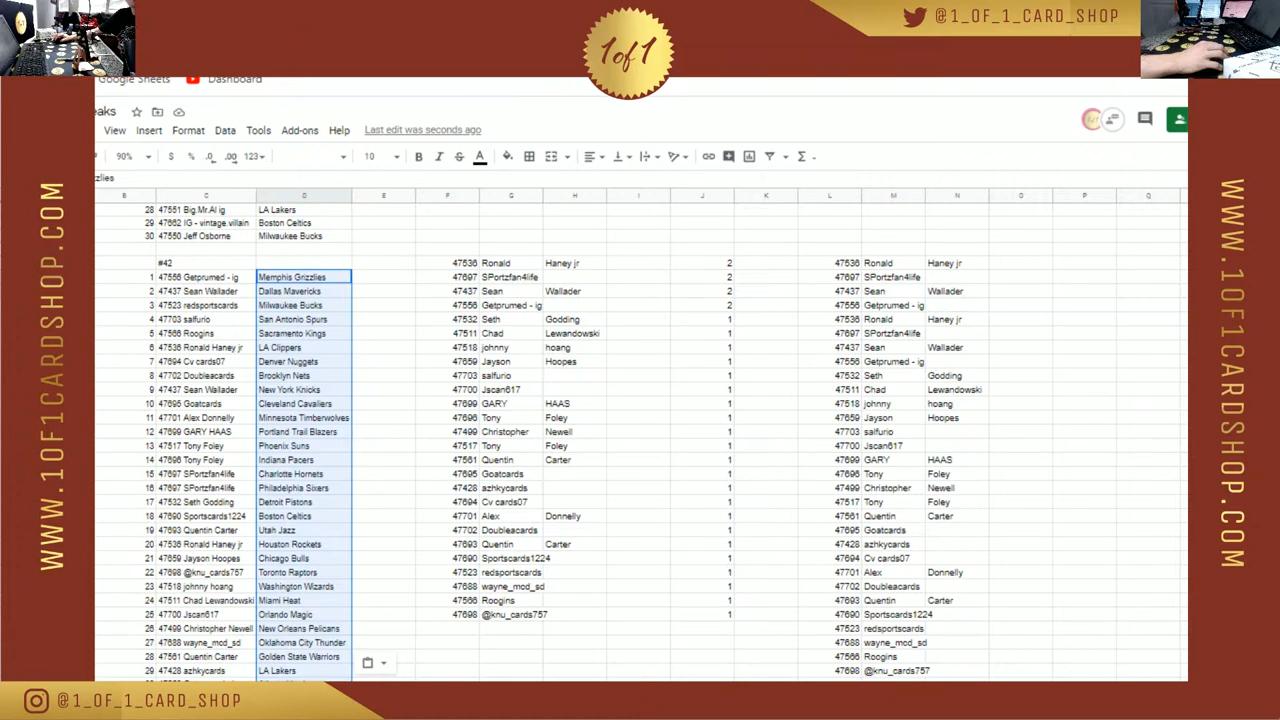 1 of 1
@1_OF_1_CARD_SHOP
Google Sheets Dashboard
eaks
View Insert Format Data Tools Add-ons Help Last edit was seconds ago
90% $ % .0 .00 123 10 B I S A
zlies
B C D E F G H I J K L M N O P Q
28 47551 Big.Mr.Al ig LA Lakers
29 47662 IG - vintage.villain Boston Celtics
30 47550 Jeff Osborne Milwaukee Bucks
#42 47536 Ronald Haney jr 2 47536 Ronald Haney jr
1 47556 Getprumed - ig Memphis Grizzlies 47697 SPortzfan4life 2 47697 SPortzfan4life
2 47437 Sean Wallader Dallas Mavericks 47437 Sean Wallader 2 47437 Sean Wallader
3 47523 redsportscards Milwaukee Bucks 47556 Getprumed - ig 2 47556 Getprumed - ig
4 47703 salfurio San Antonio Spurs 47532 Seth Godding 1 47536 Ronald Haney jr
5 47566 Roogins Sacramento Kings 47511 Chad Lewandowski 1 47697 SPortzfan4life
6 47536 Ronald Haney jr LA Clippers 47518 johnny hoang 1 47437 Sean Wallader
7 47694 Cv cards07 Denver Nuggets 47659 Jayson Hoopes 1 47556 Getprumed - ig
8 47702 Doubleacards Brooklyn Nets 47703 salfurio 1 47532 Seth Godding
9 47437 Sean Wallader New York Knicks 47700 Jscan617 1 47511 Chad Lewandowski
10 47695 Goatcards Cleveland Cavaliers 47699 GARY HAAS 1 47518 johnny hoang
11 47701 Alex Donnelly Minnesota Timberwolves 47696 Tony Foley 1 47659 Jayson Hoopes
12 47699 GARY HAAS Portland Trail Blazers 47499 Christopher Newell 1 47703 salfurio
13 47517 Tony Foley Phoenix Suns 47517 Tony Foley 1 47700 Jscan617
14 47696 Tony Foley Indiana Pacers 47561 Quentin Carter 1 47699 GARY HAAS
15 47697 SPortzfan4life Charlotte Hornets 47695 Goatcards 1 47696 Tony Foley
16 47697 SPortzfan4life Philadelphia Sixers 47428 azhkycards 1 47499 Christopher Newell
17 47532 Seth Godding Detroit Pistons 47694 Cv cards07 1 47517 Tony Foley
18 47690 Sportscards1224 Boston Celtics 47701 Alex Donnelly 1 47561 Quentin Carter
19 47693 Quentin Carter Utah Jazz 47702 Doubleacards 1 47695 Goatcards
20 47536 Ronald Haney jr Houston Rockets 47693 Quentin Carter 1 47428 azhkycards
21 47659 Jayson Hoopes Chicago Bulls 47690 Sportscards1224 1 47694 Cv cards07
22 47698 @knu_cards757 Toronto Raptors 47523 redsportscards 1 47701 Alex Donnelly
23 47518 johnny hoang Washington Wizards 47688 wayne_mcd_sd 1 47702 Doubleacards
24 47511 Chad Lewandowski Miami Heat 47566 Roogins 1 47693 Quentin Carter
25 47700 Jscan617 Orlando Magic 47698 @knu_cards757 1 47690 Sportscards1224
26 47499 Christopher Newell New Orleans Pelicans 47523 redsportscards
27 47688 wayne_mcd_sd Oklahoma City Thunder 47688 wayne_mcd_sd
28 47561 Quentin Carter Golden State Warriors 47566 Roogins
29 47428 azhkycards LA Lakers 47698 @knu_cards757
WWW.1OF1CARDSHOP.COM
WWW.1OF1CARDSHOP.COM
@1_OF_1_CARD_SHOP